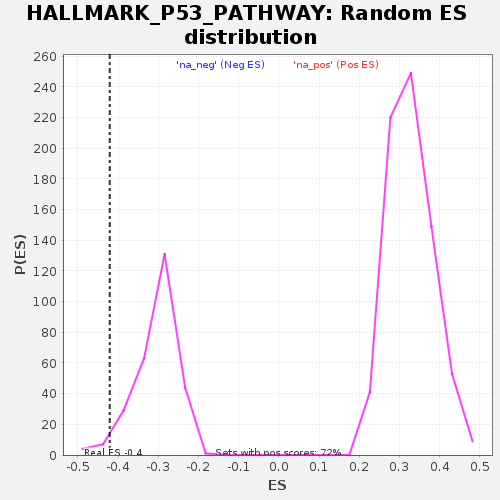 HALLMARK_P53_PATHWAY: Random ES
distribution
'na_neg' (Neg ES) 'na_pos' (Pos ES)
260
240
220
200
180
160
140
120
100
80
60
40
20
0
P(ES)
Real ES -0.4
Sets with pos scores: 72%
-0.5 -0.4 -0.3 -0.2 -0.1 0.0 0.1 0.2 0.3 0.4 0.5
ES